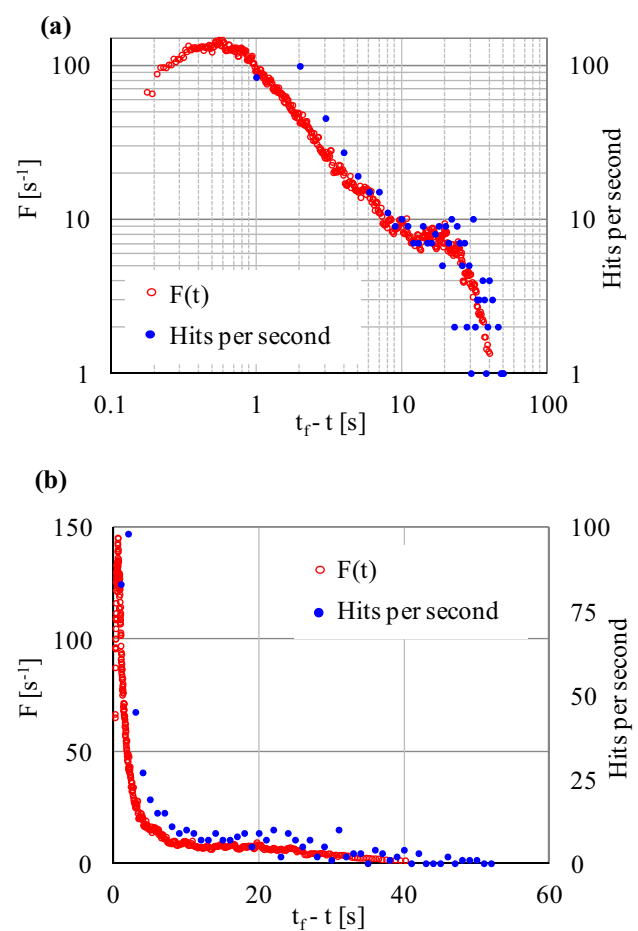 (a)
100
10
1
F [s⁻¹]
100
10
1
Hits per second
F(t)
Hits per second
0.1
1
10
100
t_f - t [s]
(b)
150
100
50
0
F [s⁻¹]
100
75
50
25
0
Hits per second
F(t)
Hits per second
0
20
40
60
t_f - t [s]